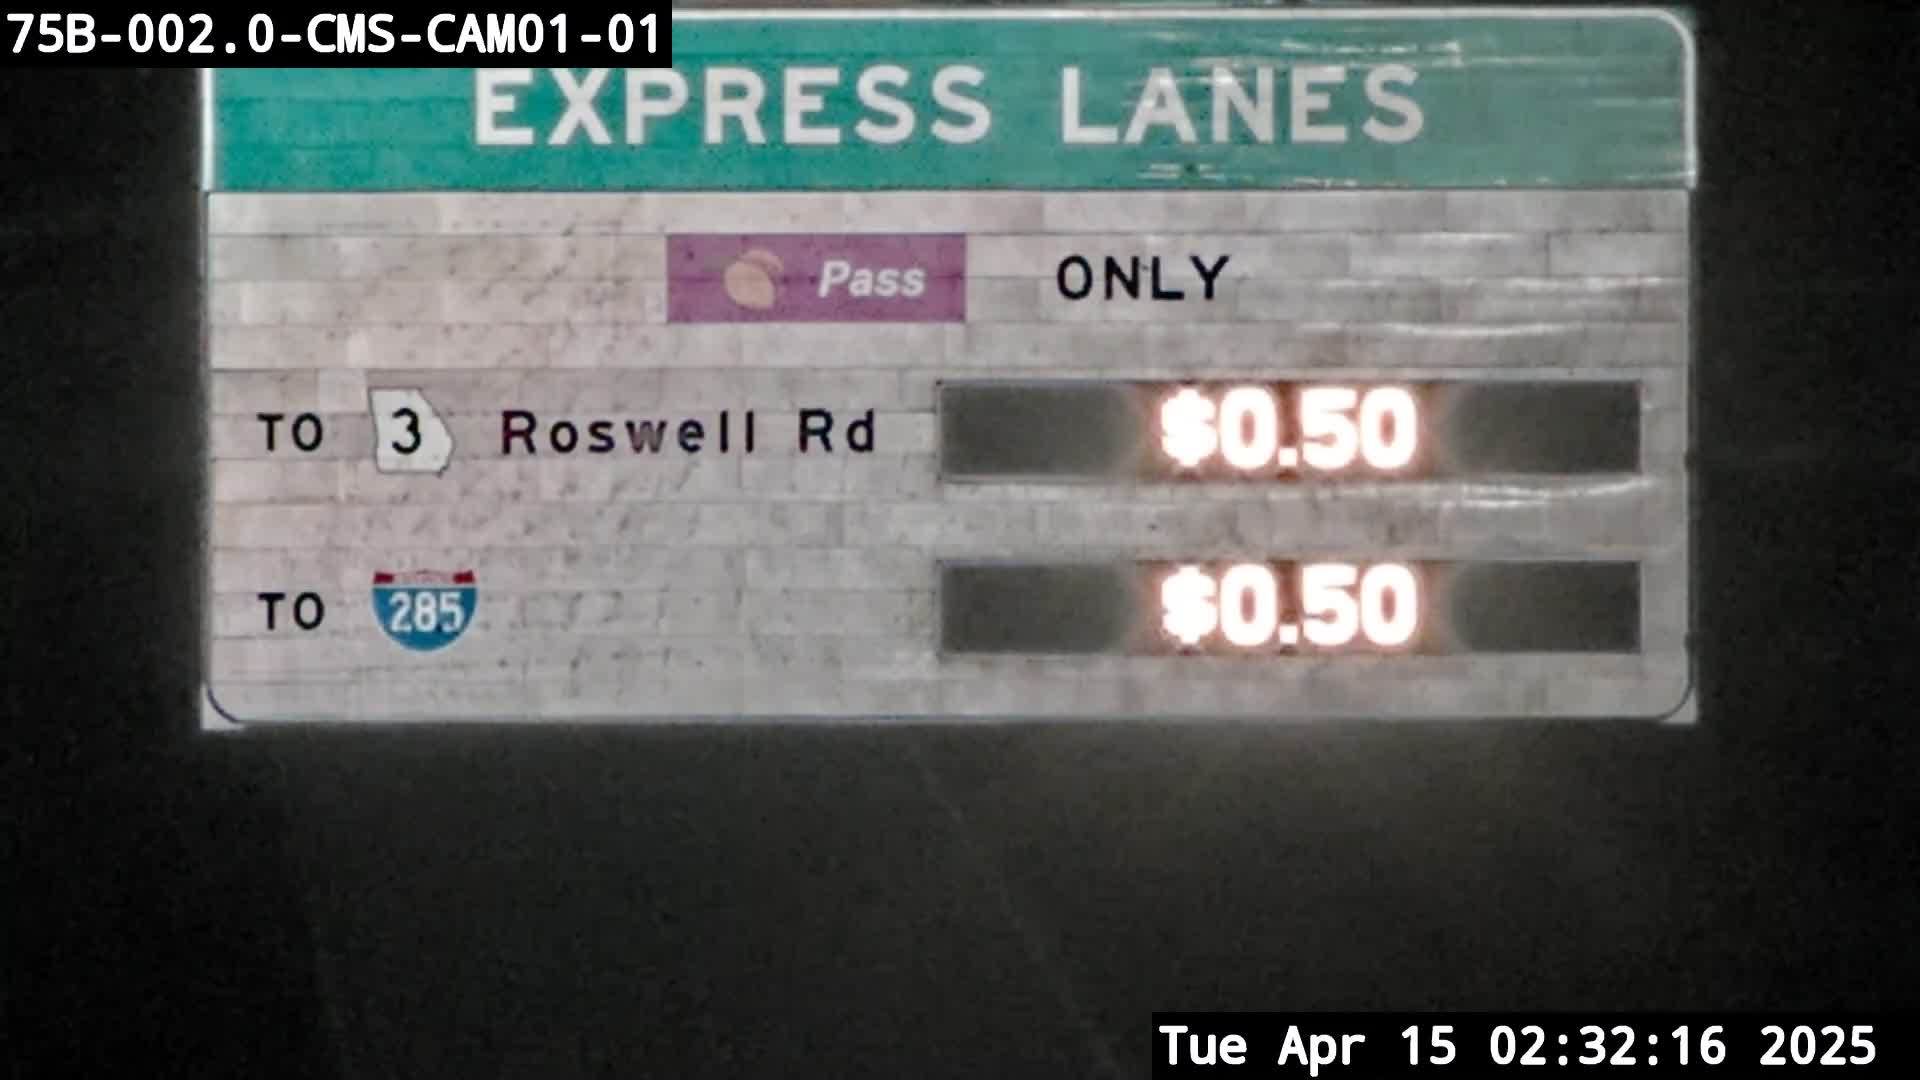 75B-002.0-CMS-CAM01-01
EXPRESS LANES
Pass ONLY
TO 3 Roswell Rd $0.50
TO 285 $0.50
Tue Apr 15 02:32:16 2025